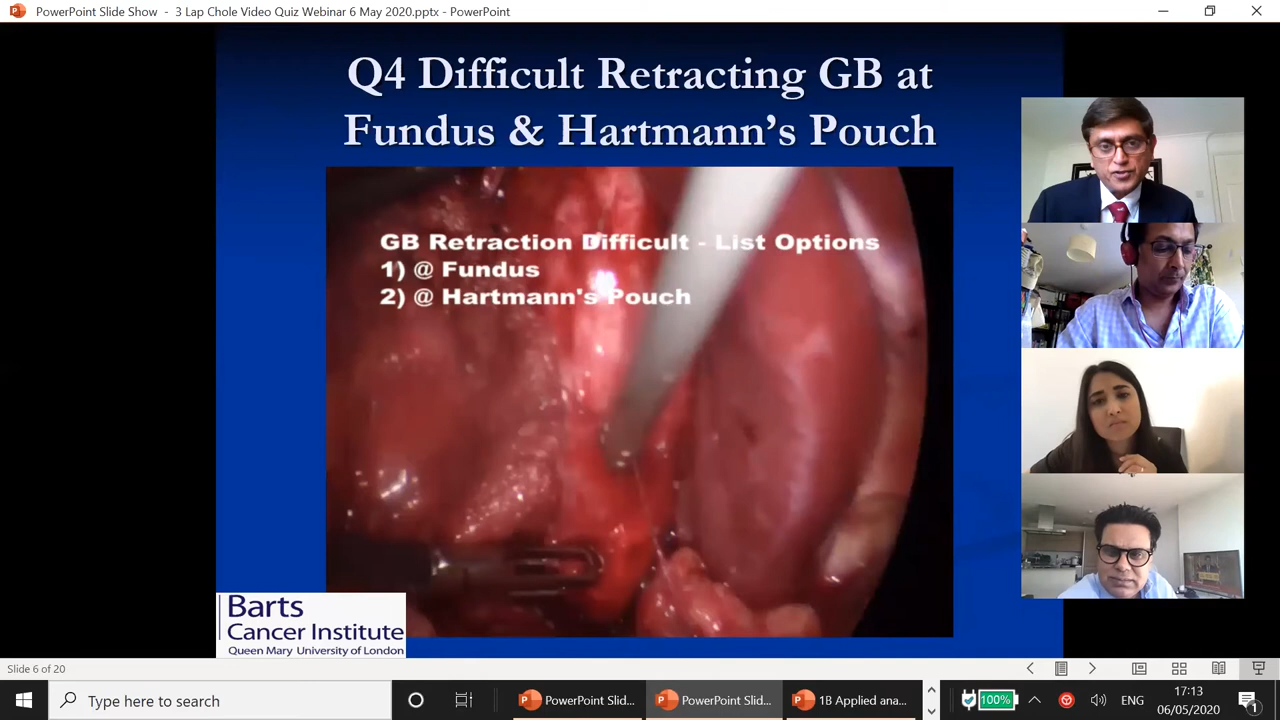 PowerPoint Slide Show - 3 Lap Chole Video Quiz Webinar 6 May 2020.pptx - PowerPoint
Q4 Difficult Retracting GB at
Fundus & Hartmann’s Pouch
GB Retraction Difficult - List Options
1) @ Fundus
2) @ Hartmann's Pouch
Barts
Cancer Institute
Queen Mary University of London
Slide 6 of 20
Type here to search
PowerPoint Slid...
PowerPoint Slid...
1B Applied ana...
100%
ENG
17:13
06/05/2020
1